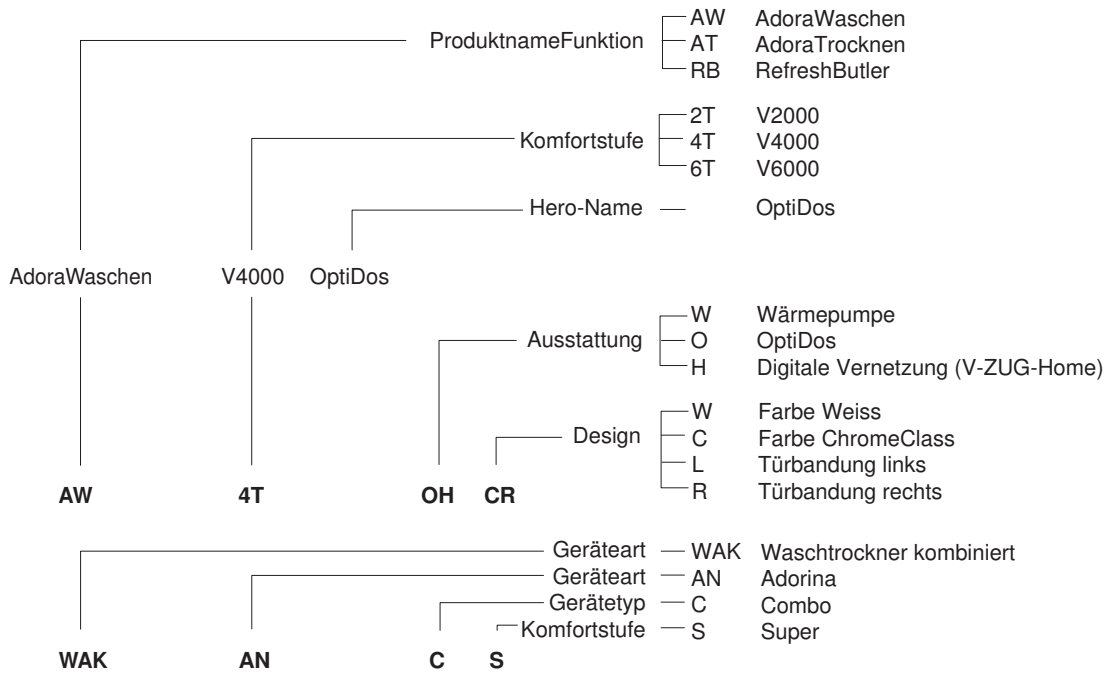 AW AdoraWaschen
ProduktnameFunktion AT AdoraTrocknen
RB RefreshButler
2T V2000
Komfortstufe 4T V4000
6T V6000
Hero-Name OptiDos
AdoraWaschen V4000 OptiDos
W Wärmepumpe
Ausstattung O OptiDos
H Digitale Vernetzung (V-ZUG-Home)
W Farbe Weiss
Design C Farbe ChromeClass
L Türbandung links
AW 4T OH CR R Türbandung rechts
Geräteart WAK Waschtrockner kombiniert
Geräteart AN Adorina
Gerätetyp C Combo
Komfortstufe S Super
WAK AN C S